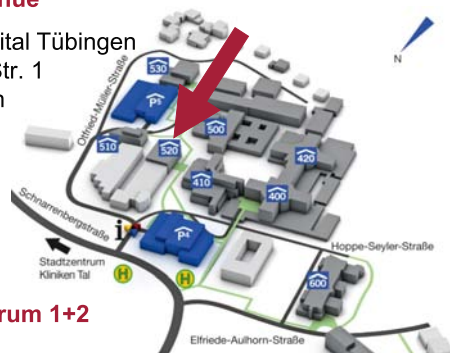 nue
ital Tübingen
Str. 1
n
N
Otfried-Müller-Straße
530
P5
500
510
520
420
410
400
Schnarrenbergstraße
i
P4
Hoppe-Seyler-Straße
Stadtzentrum
Kliniken Tal
H
H
600
rum 1+2
Elfriede-Aulhorn-Straße